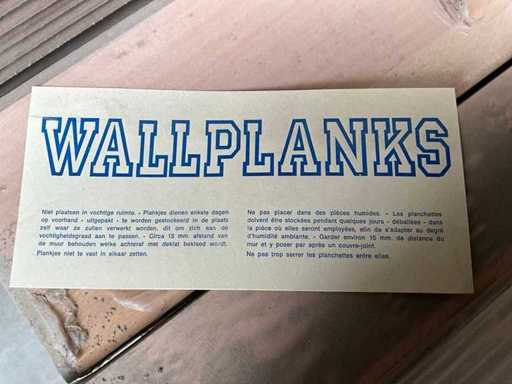 WALLPLANKS
Niet plaatsen in vochtige ruimte. - Plankjes dienen enkele dagen
op voorhand - uitgepakt - te worden gestockeerd in de plaats
zelf waar ze zullen verwerkt worden, dit om zich aan de
vochtigheidsgraad aan te passen. - Circa 15 mm. afstand van
de muur behouden welke achteraf met deklat bekleed wordt.
Plankjes niet te vast in elkaar zetten.
Ne pas placer dans des pièces humides. - Les planchettes
doivent être stockées pendant quelques jours - déballées - dans
la pièce où elles seront employées, afin de s'adapter au degré
d'humidité ambiante. - Garder environ 15 mm. de distance du
mur et y poser par après un couvre-joint.
Ne pas trop serrer les planchettes entre elles.